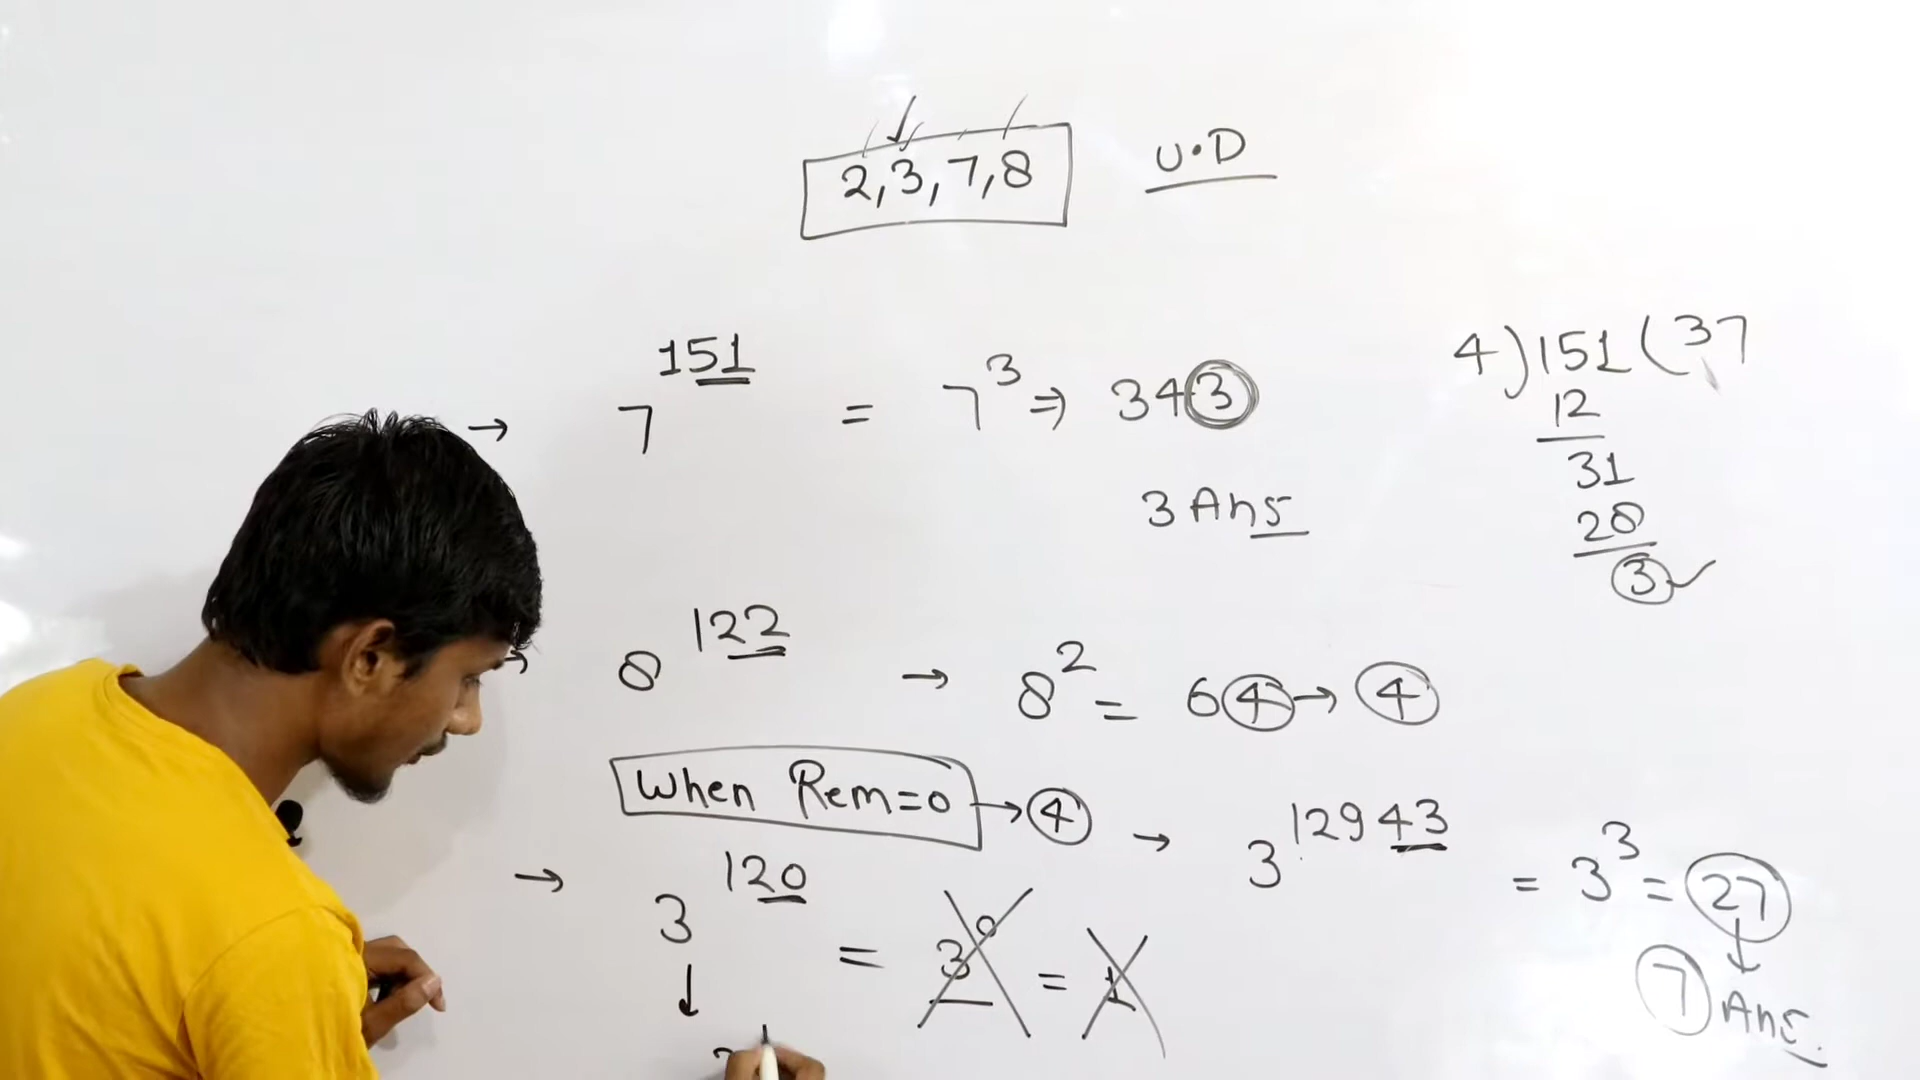 2,3,7,8 U.D
→ 7^151 = 7^3 ⇒ 343
3 Ans
4)151(37
12
31
28
3✓
→ 8^122 → 8^2 = 64 → 4
When Rem=0 → 4
→ 3^12943 = 3^3 = 27
↓
7 Ans.
→ 3^120 = 3^0 = 1
↓